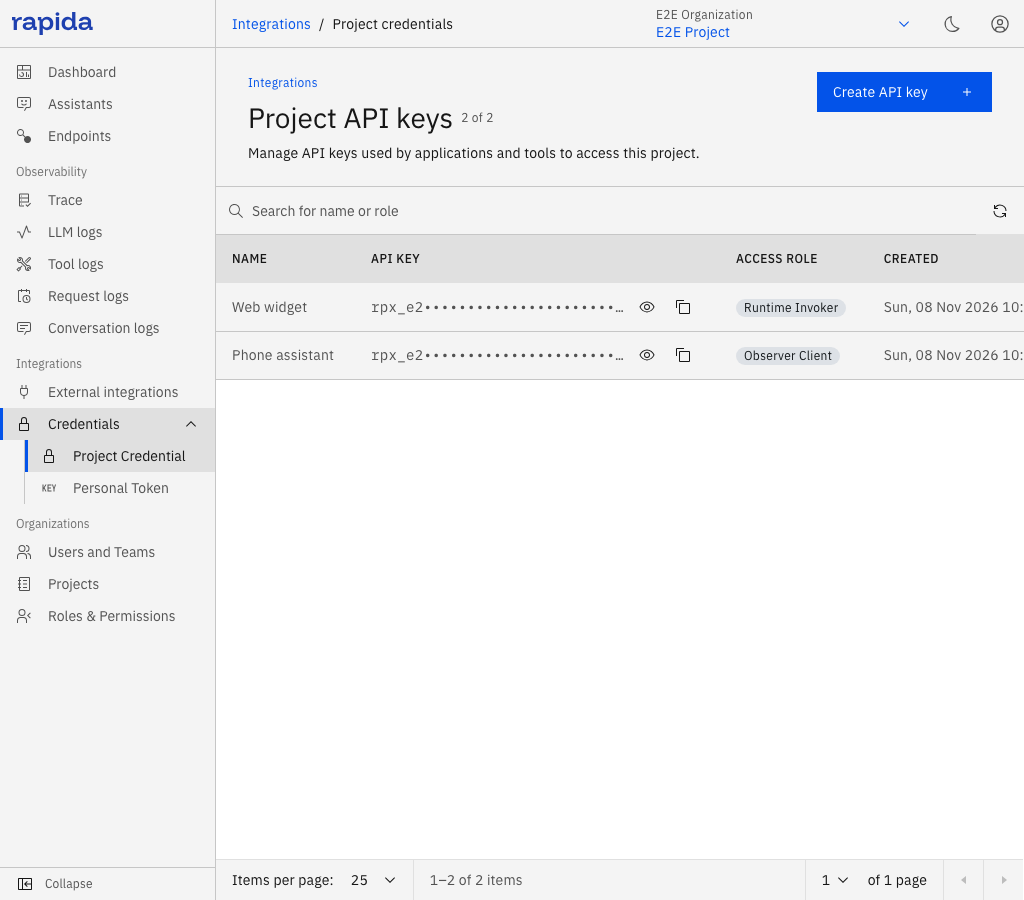 rapida
Integrations / Project credentials
E2E Organization
E2E Project
Dashboard
Assistants
Endpoints
Observability
Trace
LLM logs
Tool logs
Request logs
Conversation logs
Integrations
External integrations
Credentials
Project Credential
KEY Personal Token
Organizations
Users and Teams
Projects
Roles & Permissions
Collapse
Integrations
Project API keys 2 of 2
Manage API keys used by applications and tools to access this project.
Create API key +
Search for name or role
NAME API KEY ACCESS ROLE CREATED
Web widget rpx_e2••••••••••••••••••••••… Runtime Invoker Sun, 08 Nov 2026 10:
Phone assistant rpx_e2••••••••••••••••••••••… Observer Client Sun, 08 Nov 2026 10:
Items per page: 25 1–2 of 2 items 1 of 1 page